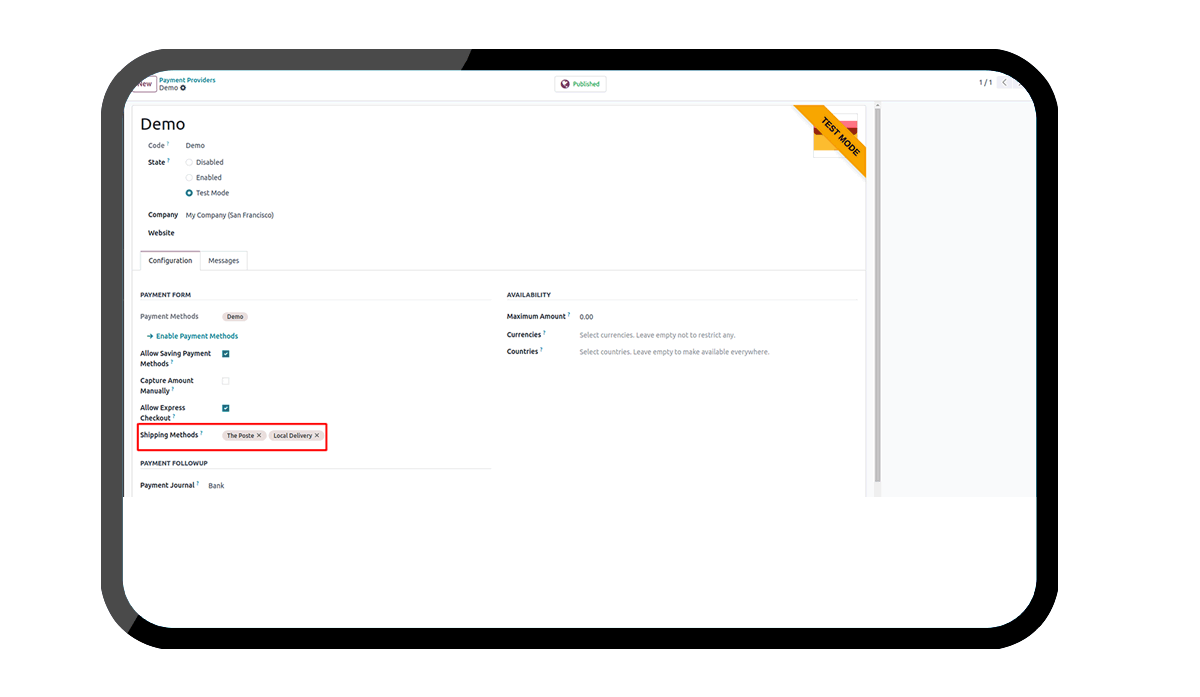 New
Payment Providers
Demo
Published
1 / 1
Demo
TEST MODE
Code ?
Demo
State ?
Disabled
Enabled
Test Mode
Company
My Company (San Francisco)
Website
Configuration
Messages
PAYMENT FORM
Payment Methods
Demo
→ Enable Payment Methods
Allow Saving Payment
Methods ?
Capture Amount
Manually ?
Allow Express
Checkout ?
Shipping Methods ?
The Poste ✕
Local Delivery ✕
PAYMENT FOLLOWUP
Payment Journal ?
Bank
AVAILABILITY
Maximum Amount ?
0.00
Currencies ?
Select currencies. Leave empty not to restrict any.
Countries ?
Select countries. Leave empty to make available everywhere.